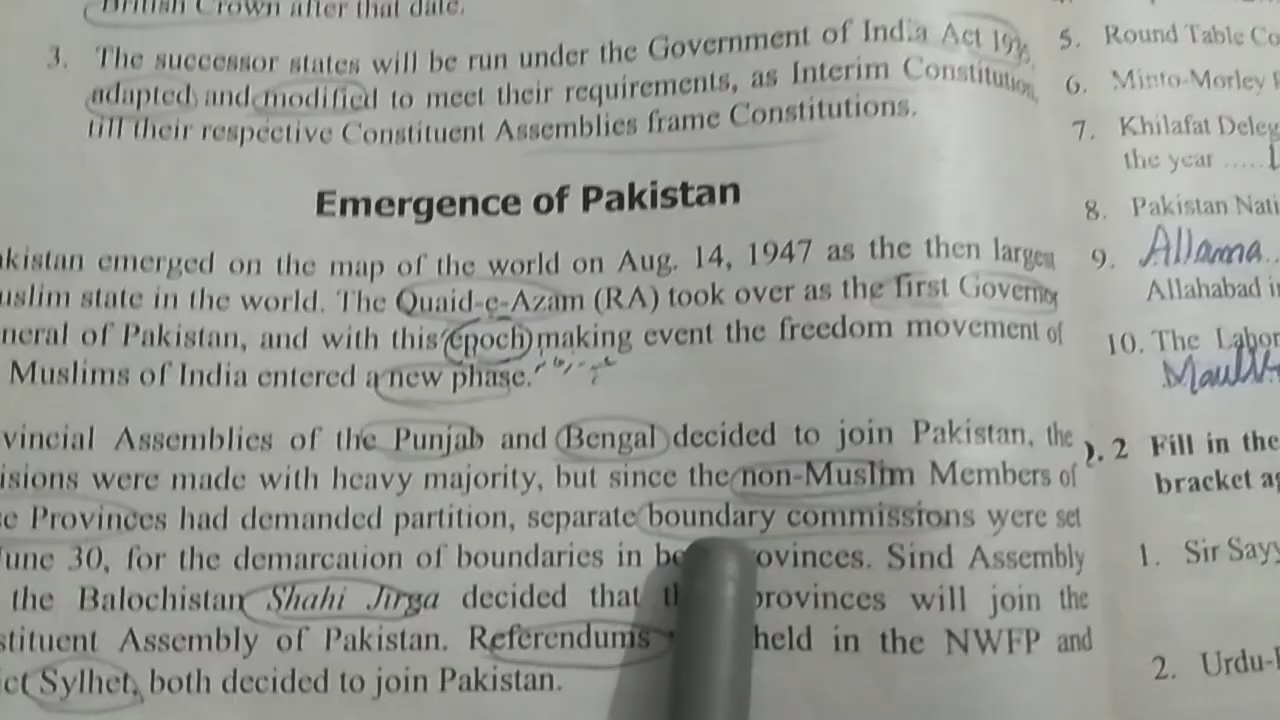 British Crown after that date.
3. The successor states will be run under the Government of India Act
adapted and modified to meet their requirements, as Interim Constitution,
till their respective Constituent Assemblies frame Constitutions.
Emergence of Pakistan
akistan emerged on the map of the world on Aug. 14, 1947 as the then largest
uslim state in the world. The Quaid-e-Azam (RA) took over as the first Governor
neral of Pakistan, and with this epoch making event the freedom movement of
Muslims of India entered a new phase.
vincial Assemblies of the Punjab and Bengal decided to join Pakistan, the
isions were made with heavy majority, but since the non-Muslim Members of
e Provinces had demanded partition, separate boundary commissions were set
une 30, for the demarcation of boundaries in ovinces. Sind Assembly
the Balochistan Shahi Jirga decided that provinces will join the
stituent Assembly of Pakistan. Referendums held in the NWFP and
ict Sylhet, both decided to join Pakistan.
5. Round Table Co
6. Minto-Morley
7. Khilafat Deleg
the year .....1
8. Pakistan Nati
9. Allama
Allahabad i
10. The Lahor
. 2 Fill in the
bracket ag
1. Sir Sayy
2. Urdu-